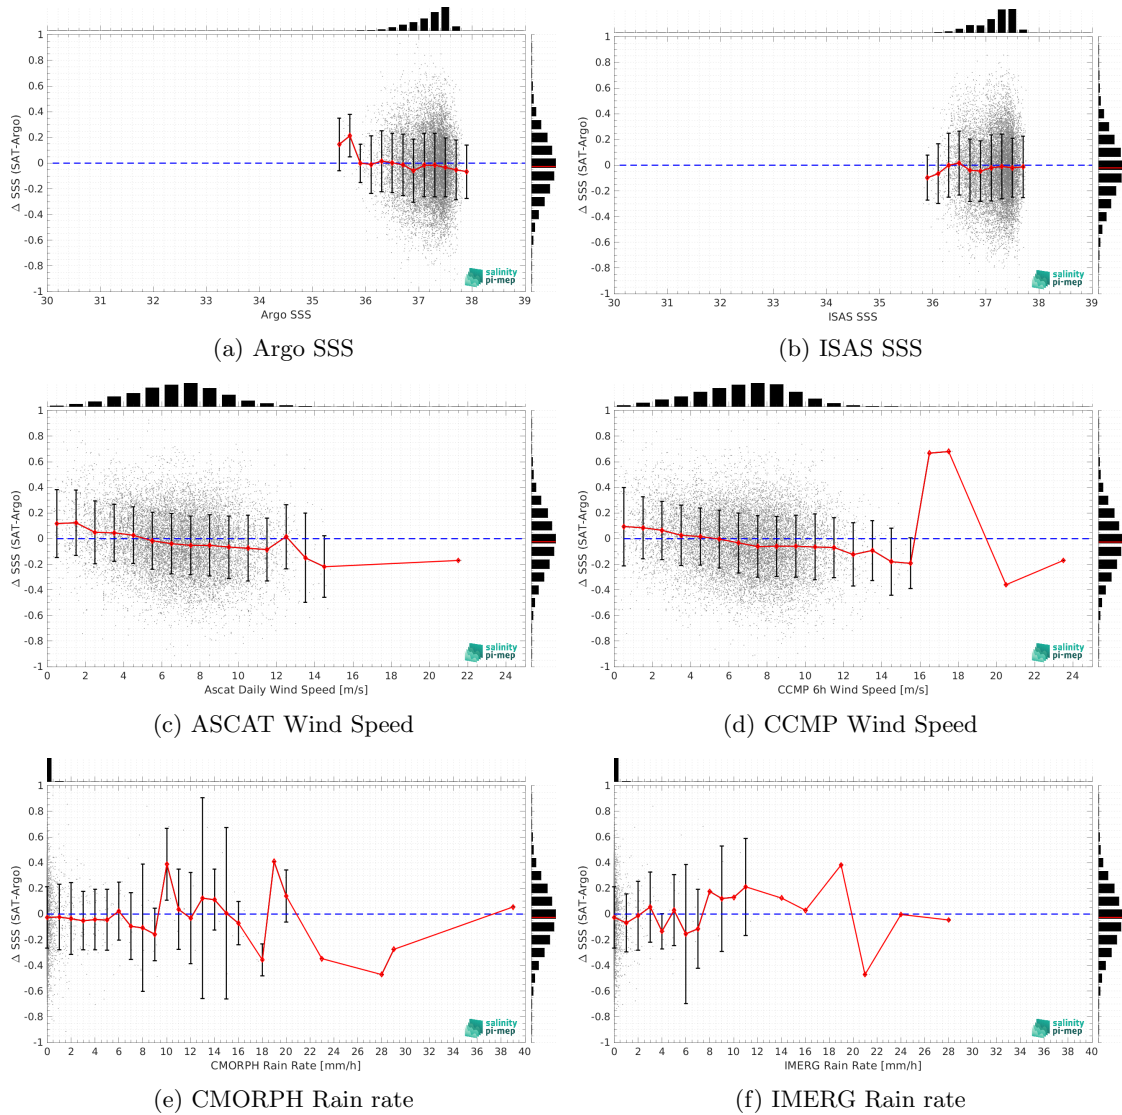 1
0.8
0.6
0.4
0.2
0
-0.2
-0.4
-0.6
-0.8
-1
Δ SSS (SAT-Argo)
30 31 32 33 34 35 36 37 38 39
Argo SSS
salinity
pi-mep
(a) Argo SSS
1
0.8
0.6
0.4
0.2
0
-0.2
-0.4
-0.6
-0.8
-1
Δ SSS (SAT-Argo)
30 31 32 33 34 35 36 37 38 39
ISAS SSS
salinity
pi-mep
(b) ISAS SSS
1
0.8
0.6
0.4
0.2
0
-0.2
-0.4
-0.6
-0.8
-1
Δ SSS (SAT-Argo)
0 2 4 6 8 10 12 14 16 18 20 22 24
Ascat Daily Wind Speed [m/s]
salinity
pi-mep
(c) ASCAT Wind Speed
1
0.8
0.6
0.4
0.2
0
-0.2
-0.4
-0.6
-0.8
-1
Δ SSS (SAT-Argo)
0 2 4 6 8 10 12 14 16 18 20 22 24
CCMP 6h Wind Speed [m/s]
salinity
pi-mep
(d) CCMP Wind Speed
1
0.8
0.6
0.4
0.2
0
-0.2
-0.4
-0.6
-0.8
-1
Δ SSS (SAT-Argo)
0 2 4 6 8 10 12 14 16 18 20 22 24 26 28 30 32 34 36 38 40
CMORPH Rain Rate [mm/h]
salinity
pi-mep
(e) CMORPH Rain rate
1
0.8
0.6
0.4
0.2
0
-0.2
-0.4
-0.6
-0.8
-1
Δ SSS (SAT-Argo)
0 2 4 6 8 10 12 14 16 18 20 22 24 26 28 30 32 34 36 38 40
IMERG Rain Rate [mm/h]
salinity
pi-mep
(f) IMERG Rain rate